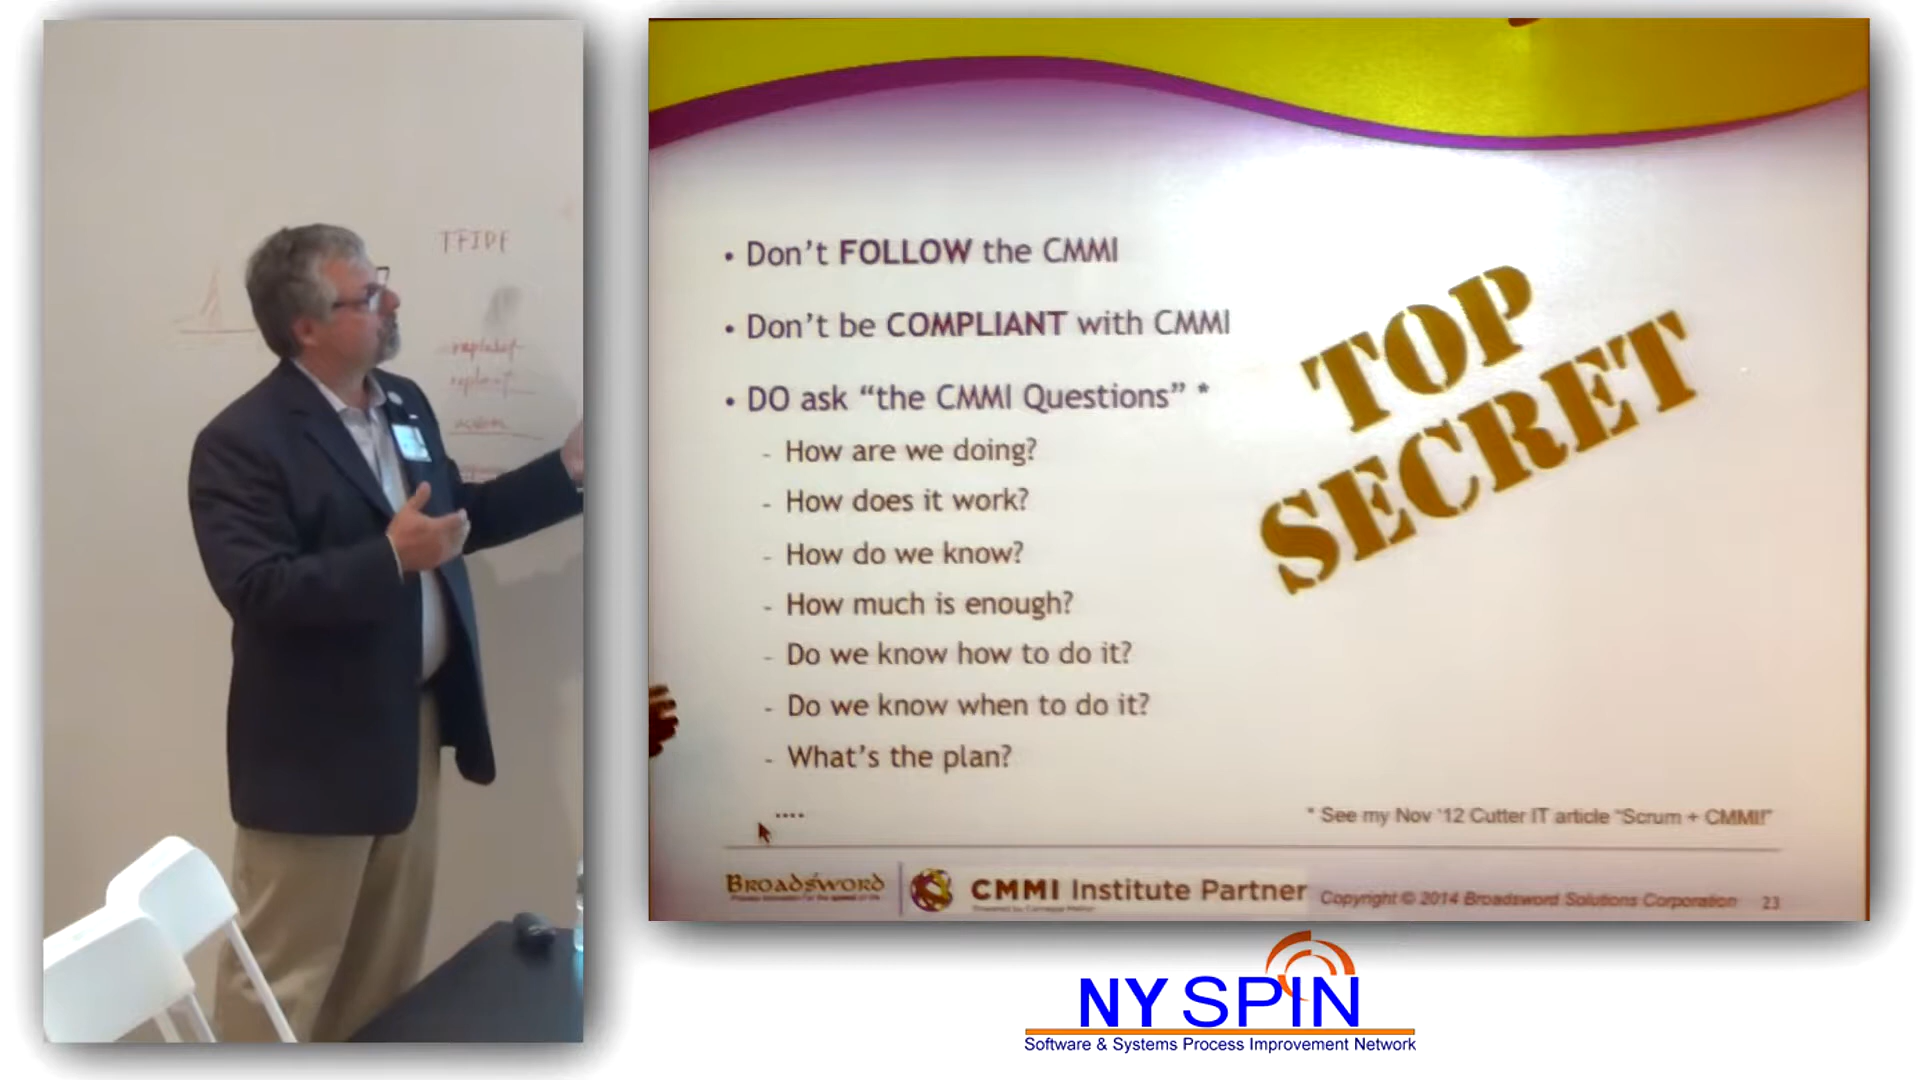 TFIDF
• Don't FOLLOW the CMMI
• Don't be COMPLIANT with CMMI
• DO ask “the CMMI Questions” *
- How are we doing?
- How does it work?
- How do we know?
- How much is enough?
- Do we know how to do it?
- Do we know when to do it?
- What's the plan?
....
TOP
SECRET
* See my Nov '12 Cutter IT article "Scrum + CMMI!"
BROADSWORD
CMMI Institute Partner
Powered by Carnegie Mellon
Copyright © 2014 Broadsword Solutions Corporation 23
NY SPIN
Software & Systems Process Improvement Network